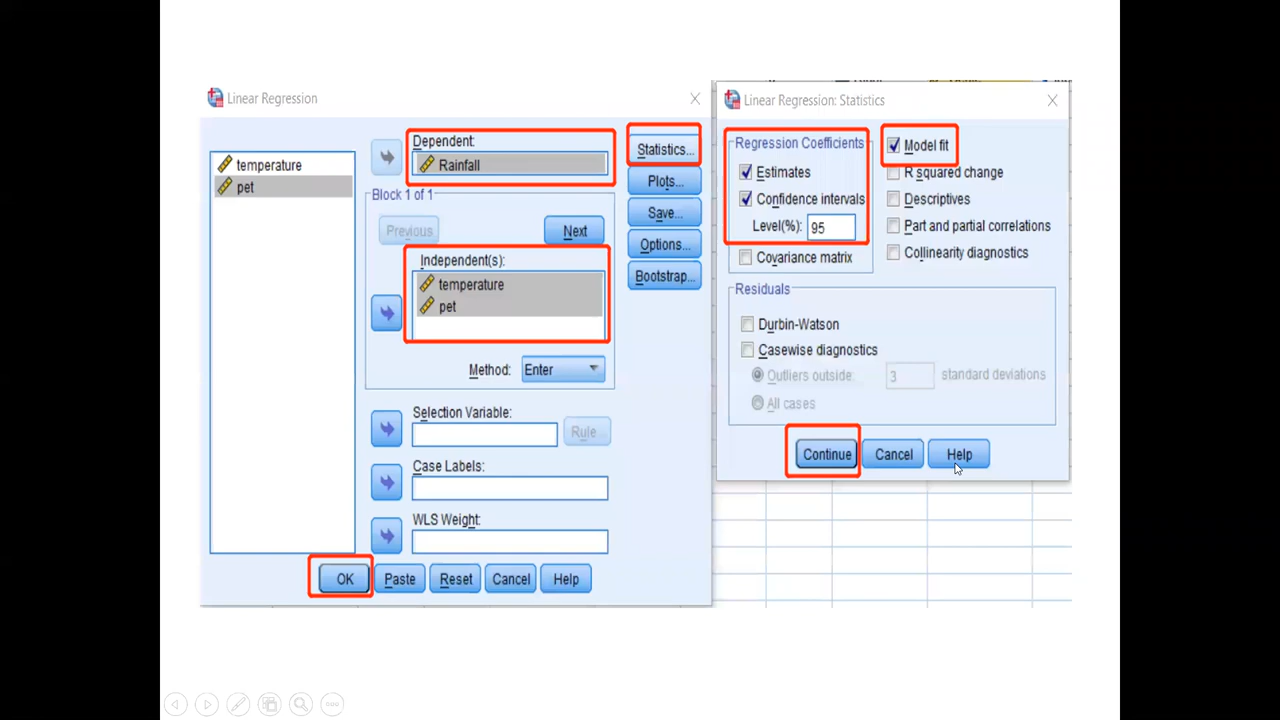 Linear Regression
temperature
pet
Dependent:
Rainfall
Block 1 of 1
Previous
Next
Independent(s):
temperature
pet
Method:
Enter
Selection Variable:
Rule...
Case Labels:
WLS Weight:
Statistics...
Plots...
Save...
Options...
Bootstrap...
OK
Paste
Reset
Cancel
Help
Linear Regression: Statistics
Regression Coefficients
Estimates
Confidence intervals
Level(%): 95
Covariance matrix
Model fit
R squared change
Descriptives
Part and partial correlations
Collinearity diagnostics
Residuals
Durbin-Watson
Casewise diagnostics
Outliers outside: 3 standard deviations
All cases
Continue
Cancel
Help